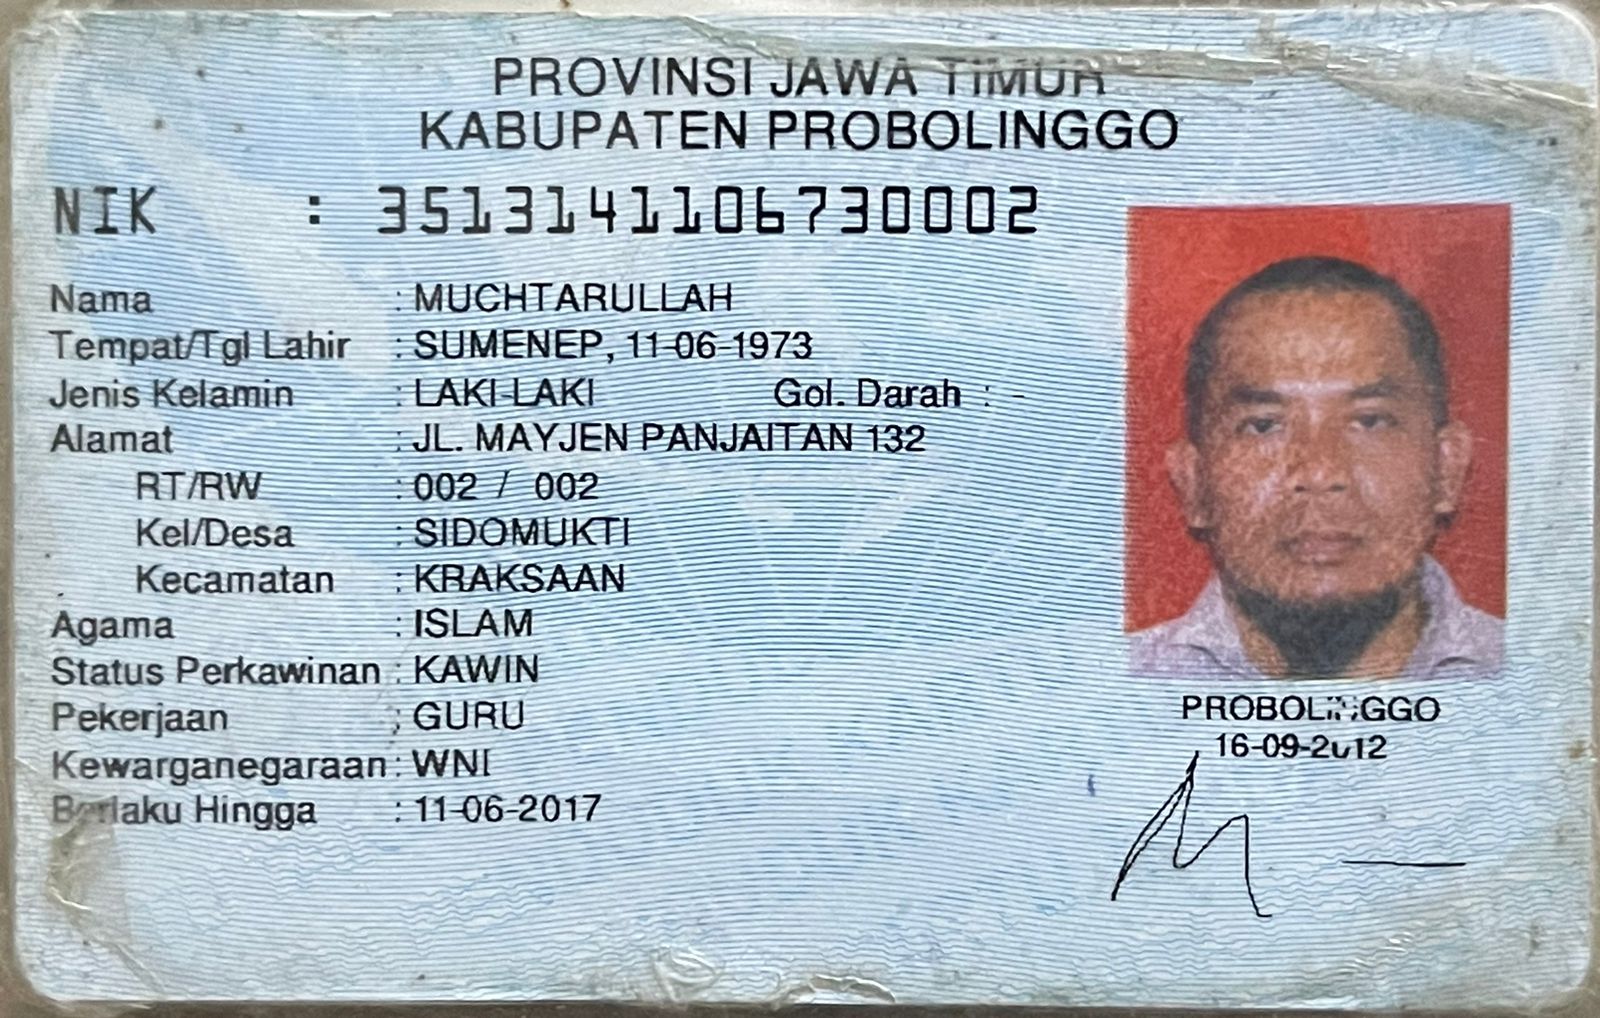 PROVINSI JAWA TIMUR
KABUPATEN PROBOLINGGO
NIK : 3513141106730002
Nama : MUCHTARULLAH
Tempat/Tgl Lahir : SUMENEP, 11-06-1973
Jenis Kelamin : LAKI-LAKI Gol. Darah : -
Alamat : JL. MAYJEN PANJAITAN 132
RT/RW : 002 / 002
Kel/Desa : SIDOMUKTI
Kecamatan : KRAKSAAN
Agama : ISLAM
Status Perkawinan : KAWIN
Pekerjaan : GURU
Kewarganegaraan : WNI
Berlaku Hingga : 11-06-2017
PROBOLINGGO
16-09-2012